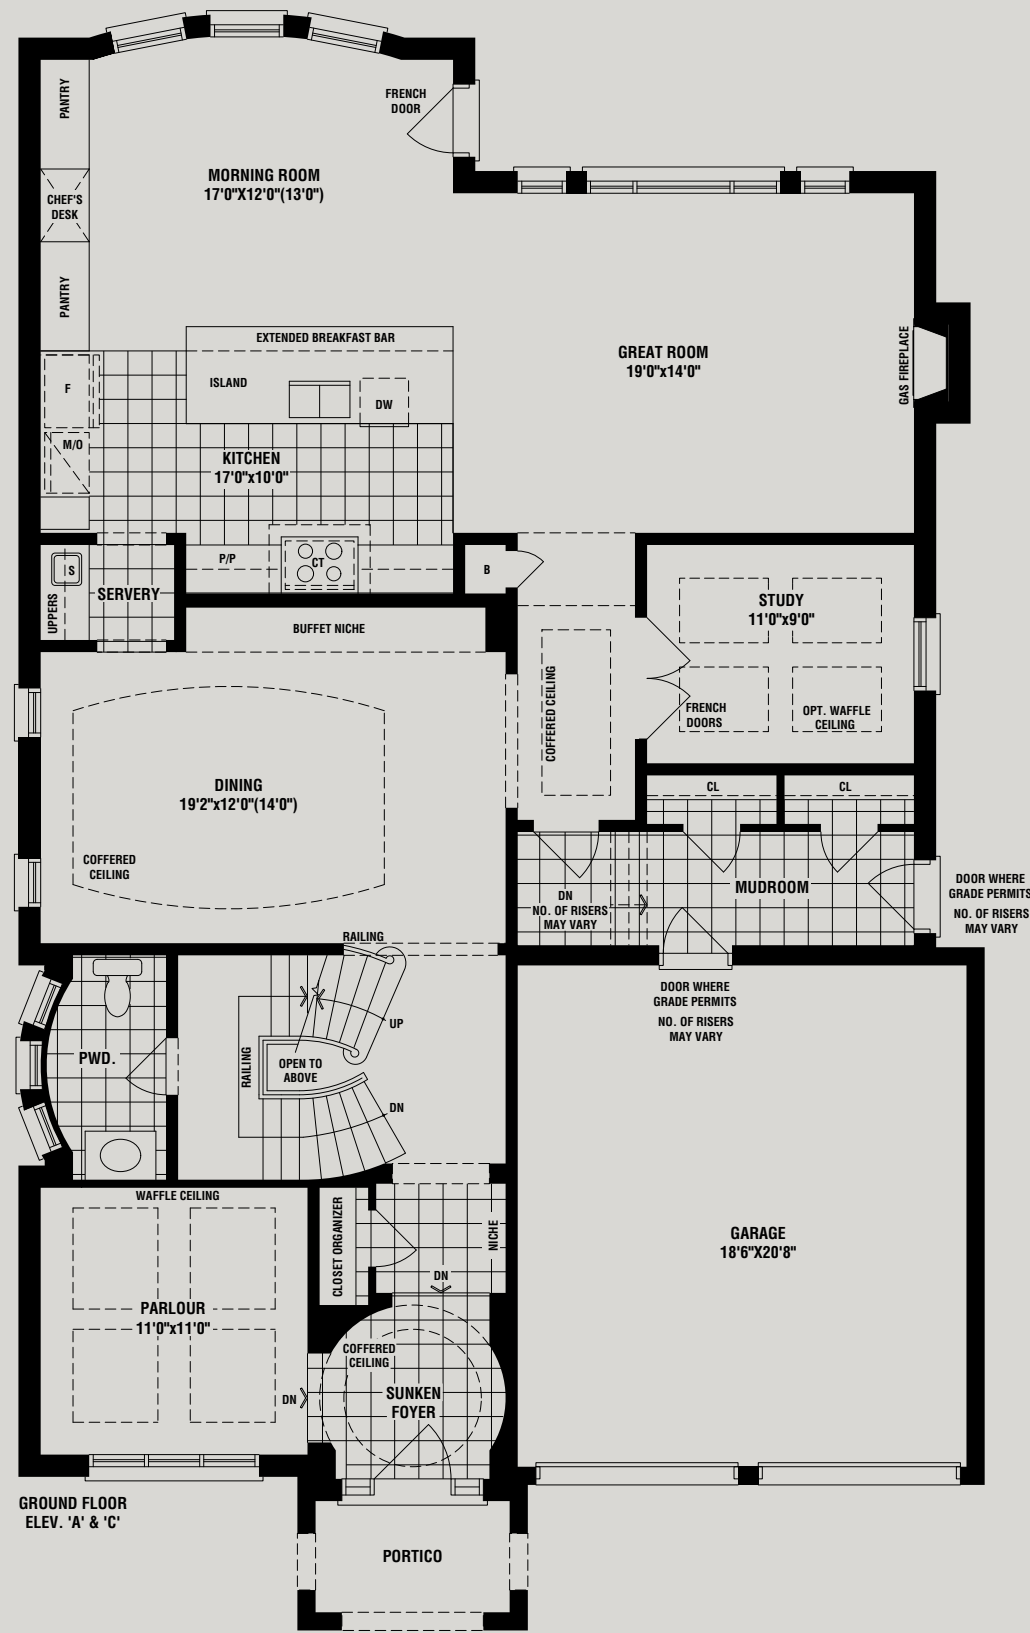 PANTRY
FRENCH
DOOR
MORNING ROOM
17'0"X12'0"(13'0")
CHEF'S
DESK
PANTRY
EXTENDED BREAKFAST BAR
ISLAND
DW
F
M/O
KITCHEN
17'0"x10'0"
GREAT ROOM
19'0"x14'0"
GAS FIREPLACE
P/P
CT
B
S
UPPERS
SERVERY
BUFFET NICHE
STUDY
11'0"x9'0"
FRENCH
DOORS
OPT. WAFFLE
CEILING
COFFERED CEILING
DINING
19'2"x12'0"(14'0")
COFFERED
CEILING
CL
CL
MUDROOM
DN
NO. OF RISERS
MAY VARY
DOOR WHERE
GRADE PERMITS
NO. OF RISERS
MAY VARY
RAILING
DOOR WHERE
GRADE PERMITS
NO. OF RISERS
MAY VARY
UP
PWD.
RAILING
OPEN TO
ABOVE
DN
WAFFLE CEILING
CLOSET ORGANIZER
NICHE
DN
GARAGE
18'6"X20'8"
PARLOUR
11'0"x11'0"
COFFERED
CEILING
DN
SUNKEN
FOYER
GROUND FLOOR
ELEV. 'A' & 'C'
PORTICO